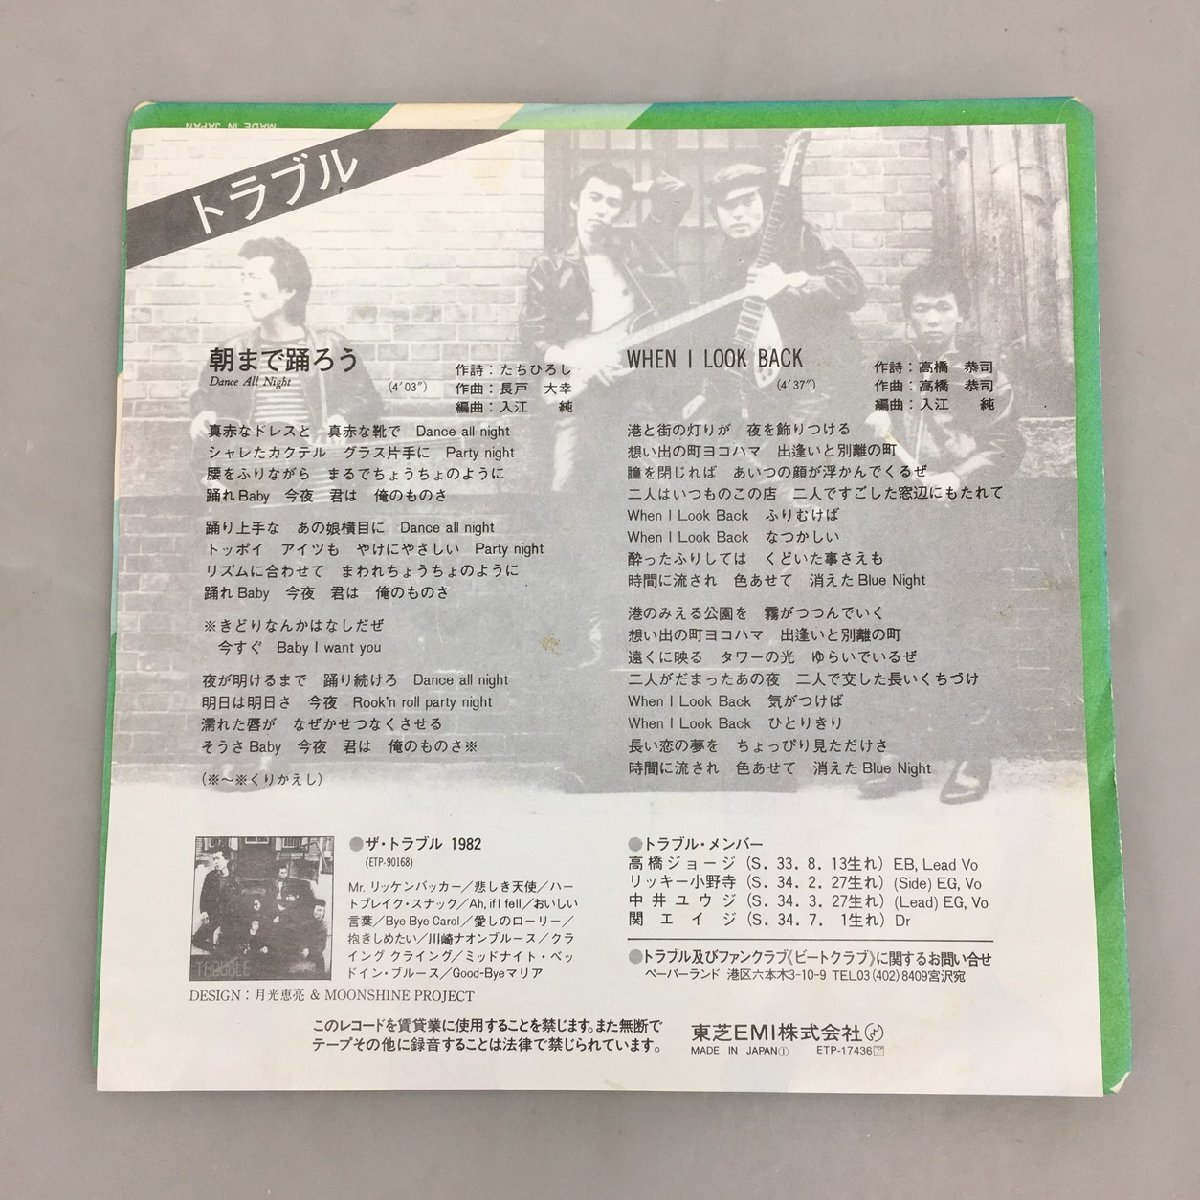 MADE IN JAPAN
トラブル
朝まで踊ろう
Dance All Night
(4'03")
作詩：たちひろし
作曲：長戸 大幸
編曲：入江 純
真赤なドレスと 真赤な靴で Dance all night
シャレたカクテル グラス片手に Party night
腰をふりながら まるでちょうちょのように
踊れBaby 今夜 君は 俺のものさ
踊り上手な あの娘横目に Dance all night
トッポイ アイツも やけにやさしい Party night
リズムに合わせて まわれちょうちょのように
踊れBaby 今夜 君は 俺のものさ
※きどりなんかはなしだぜ
今すぐ Baby I want you
夜が明けるまで 踊り続けろ Dance all night
明日は明日さ 今夜 Rook'n roll party night
濡れた唇が なぜかせつなくさせる
そうさBaby 今夜 君は 俺のものさ※
(※〜※くりかえし)
WHEN I LOOK BACK
(4'37")
作詩：高橋 恭司
作曲：高橋 恭司
編曲：入江 純
港と街の灯りが 夜を飾りつける
想い出の町ヨコハマ 出逢いと別離の町
瞳を閉じれば あいつの顔が浮かんでくるぜ
二人はいつものこの店 二人ですごした窓辺にもたれて
When I Look Back ふりむけば
When I Look Back なつかしい
酔ったふりしては くどいた事さえも
時間に流され 色あせて 消えたBlue Night
港のみえる公園を 霧がつつんでいく
想い出の町ヨコハマ 出逢いと別離の町
遠くに映る タワーの光 ゆらいでいるぜ
二人がだまったあの夜 二人で交した長いくちづけ
When I Look Back 気がつけば
When I Look Back ひとりきり
長い恋の夢を ちょっぴり見ただけさ
時間に流され 色あせて 消えたBlue Night
TROUBLE
●ザ・トラブル 1982
(ETP-90168)
Mr. リッケンバッカー／悲しき天使／ハー
トブレイク・スナック／Ah, if I fell／おいしい
言葉／Bye Bye Carol／愛しのローリー／
抱きしめたい／川崎ナオンブルース／クラ
イング クライング／ミッドナイト・ベッ
ドイン・ブルース／Good-Byeマリア
DESIGN：月光恵亮 & MOONSHINE PROJECT
●トラブル・メンバー
高橋ジョージ (S. 33. 8. 13生れ) EB, Lead Vo
リッキー小野寺 (S. 34. 2. 27生れ) (Side) EG, Vo
中井ユウジ (S. 34. 3. 27生れ) (Lead) EG, Vo
関エイジ (S. 34. 7. 1生れ) Dr
●トラブル及びファンクラブ《ビートクラブ》に関するお問い合せ
ペーパーランド 港区六本木3-10-9 TEL03(402)8409宮沢宛
このレコードを賃貸業に使用することを禁じます。また無断で
テープその他に録音することは法律で禁じられています。
東芝EMI株式会社
MADE IN JAPAN① ETP-17436